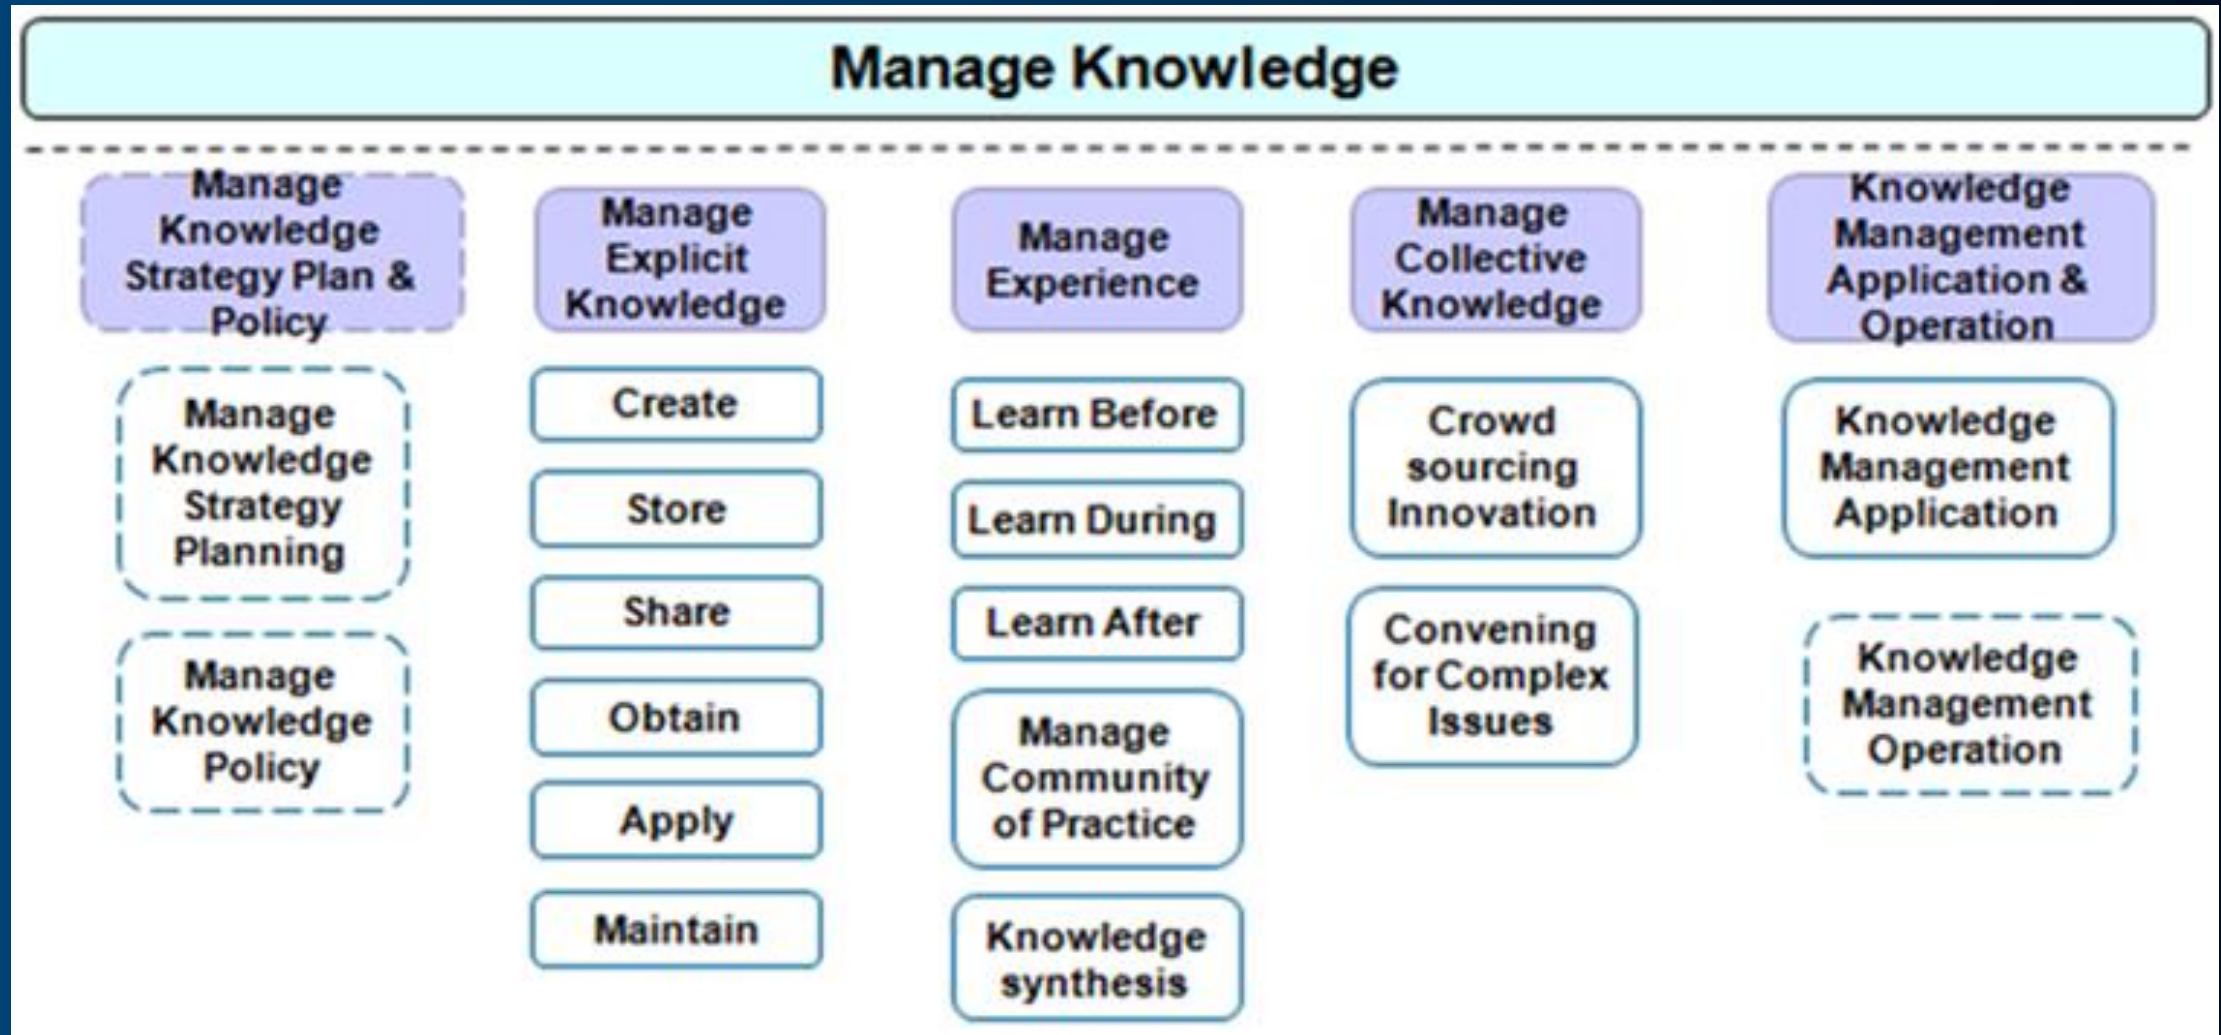 Manage Knowledge
Manage
Knowledge
Strategy Plan &
Policy
Manage
Knowledge
Strategy
Planning
Manage
Knowledge
Policy
Manage
Explicit
Knowledge
Create
Store
Share
Obtain
Apply
Maintain
Manage
Experience
Learn Before
Learn During
Learn After
Manage
Community
of Practice
Knowledge
synthesis
Manage
Collective
Knowledge
Crowd
sourcing
Innovation
Convening
for Complex
Issues
Knowledge
Management
Application &
Operation
Knowledge
Management
Application
Knowledge
Management
Operation